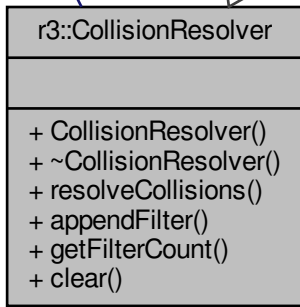 r3::CollisionResolver
+ CollisionResolver()
+ ~CollisionResolver()
+ resolveCollisions()
+ appendFilter()
+ getFilterCount()
+ clear()